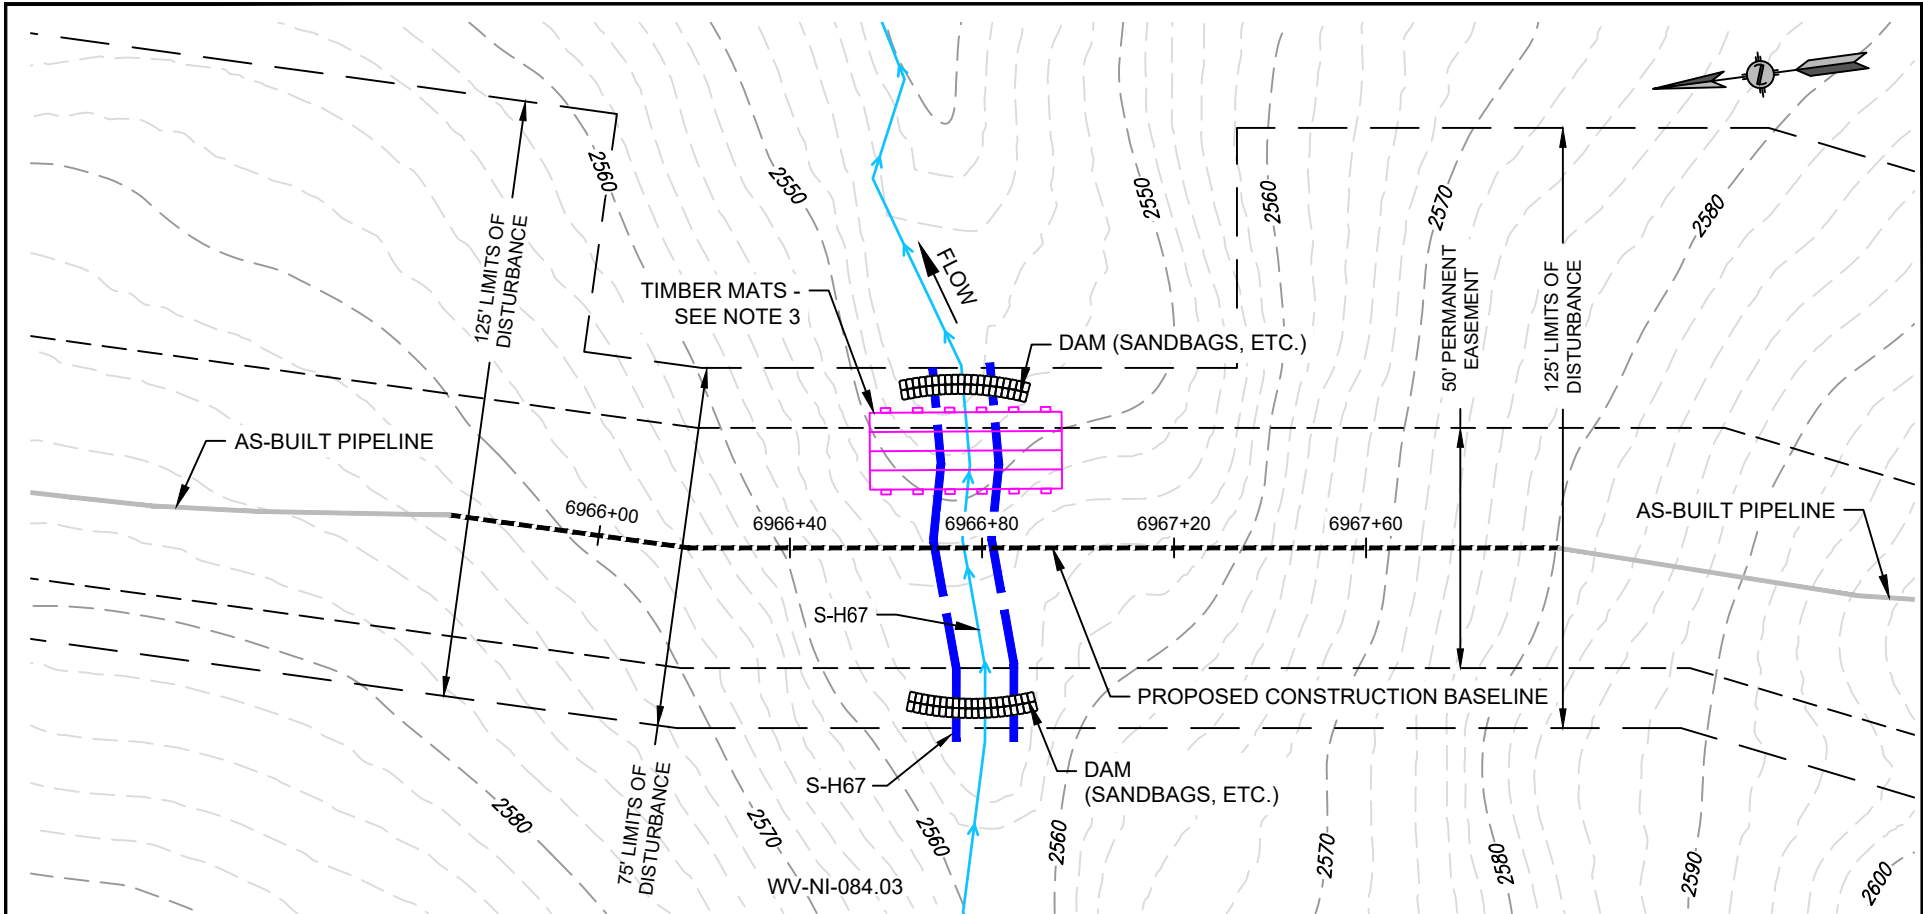 2560
2550
2550
2560
2570
2580
125' LIMITS OF
DISTURBANCE
TIMBER MATS -
SEE NOTE 3
FLOW
DAM (SANDBAGS, ETC.)
50' PERMANENT
EASEMENT
125' LIMITS OF
DISTURBANCE
AS-BUILT PIPELINE
6966+00
6966+40
6966+80
6967+20
6967+60
AS-BUILT PIPELINE
S-H67
PROPOSED CONSTRUCTION BASELINE
S-H67
DAM
(SANDBAGS, ETC.)
75' LIMITS OF
DISTURBANCE
2580
2570
2560
2560
2570
2580
2590
2600
WV-NI-084.03